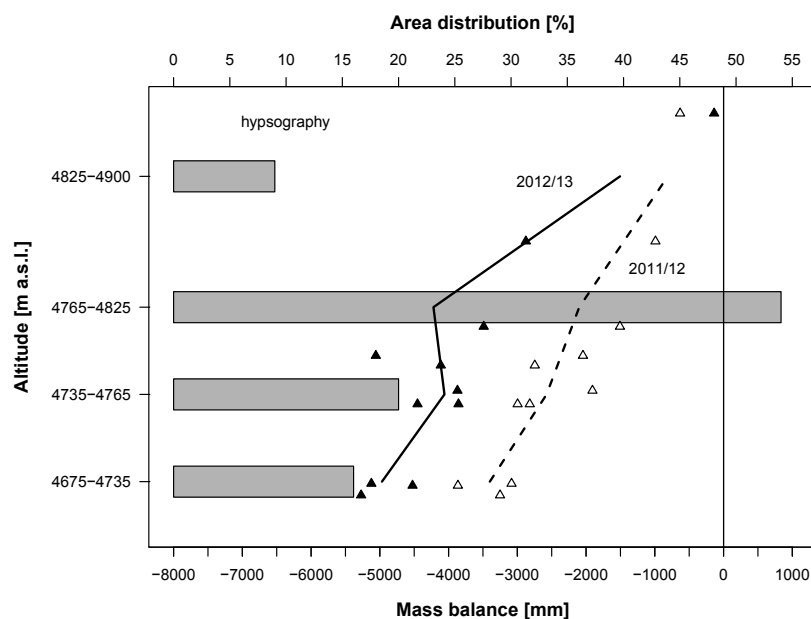 Area distribution [%]
0 5 10 15 20 25 30 35 40 45 50 55
hypsography
4825−4900
2012/13
2011/12
4765−4825
Altitude [m a.s.l.]
4735−4765
4675−4735
−8000 −7000 −6000 −5000 −4000 −3000 −2000 −1000 0 1000
Mass balance [mm]